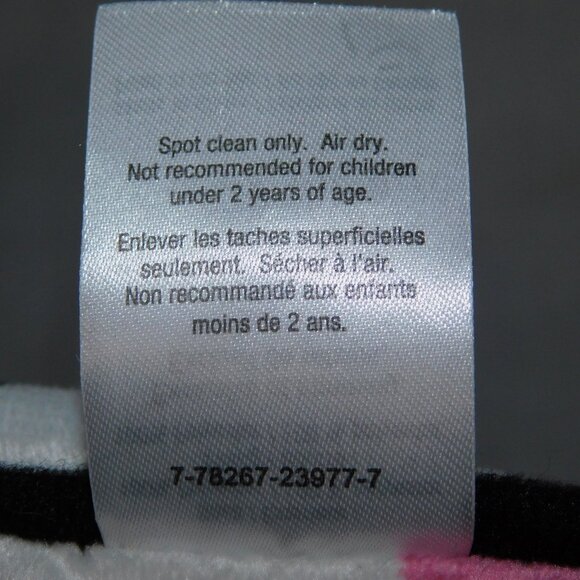 Spot clean only. Air dry.
Not recommended for children
under 2 years of age.
Enlever les taches superficielles
seulement. Sécher à l'air.
Non recommandé aux enfants
moins de 2 ans.
7-78267-23977-7